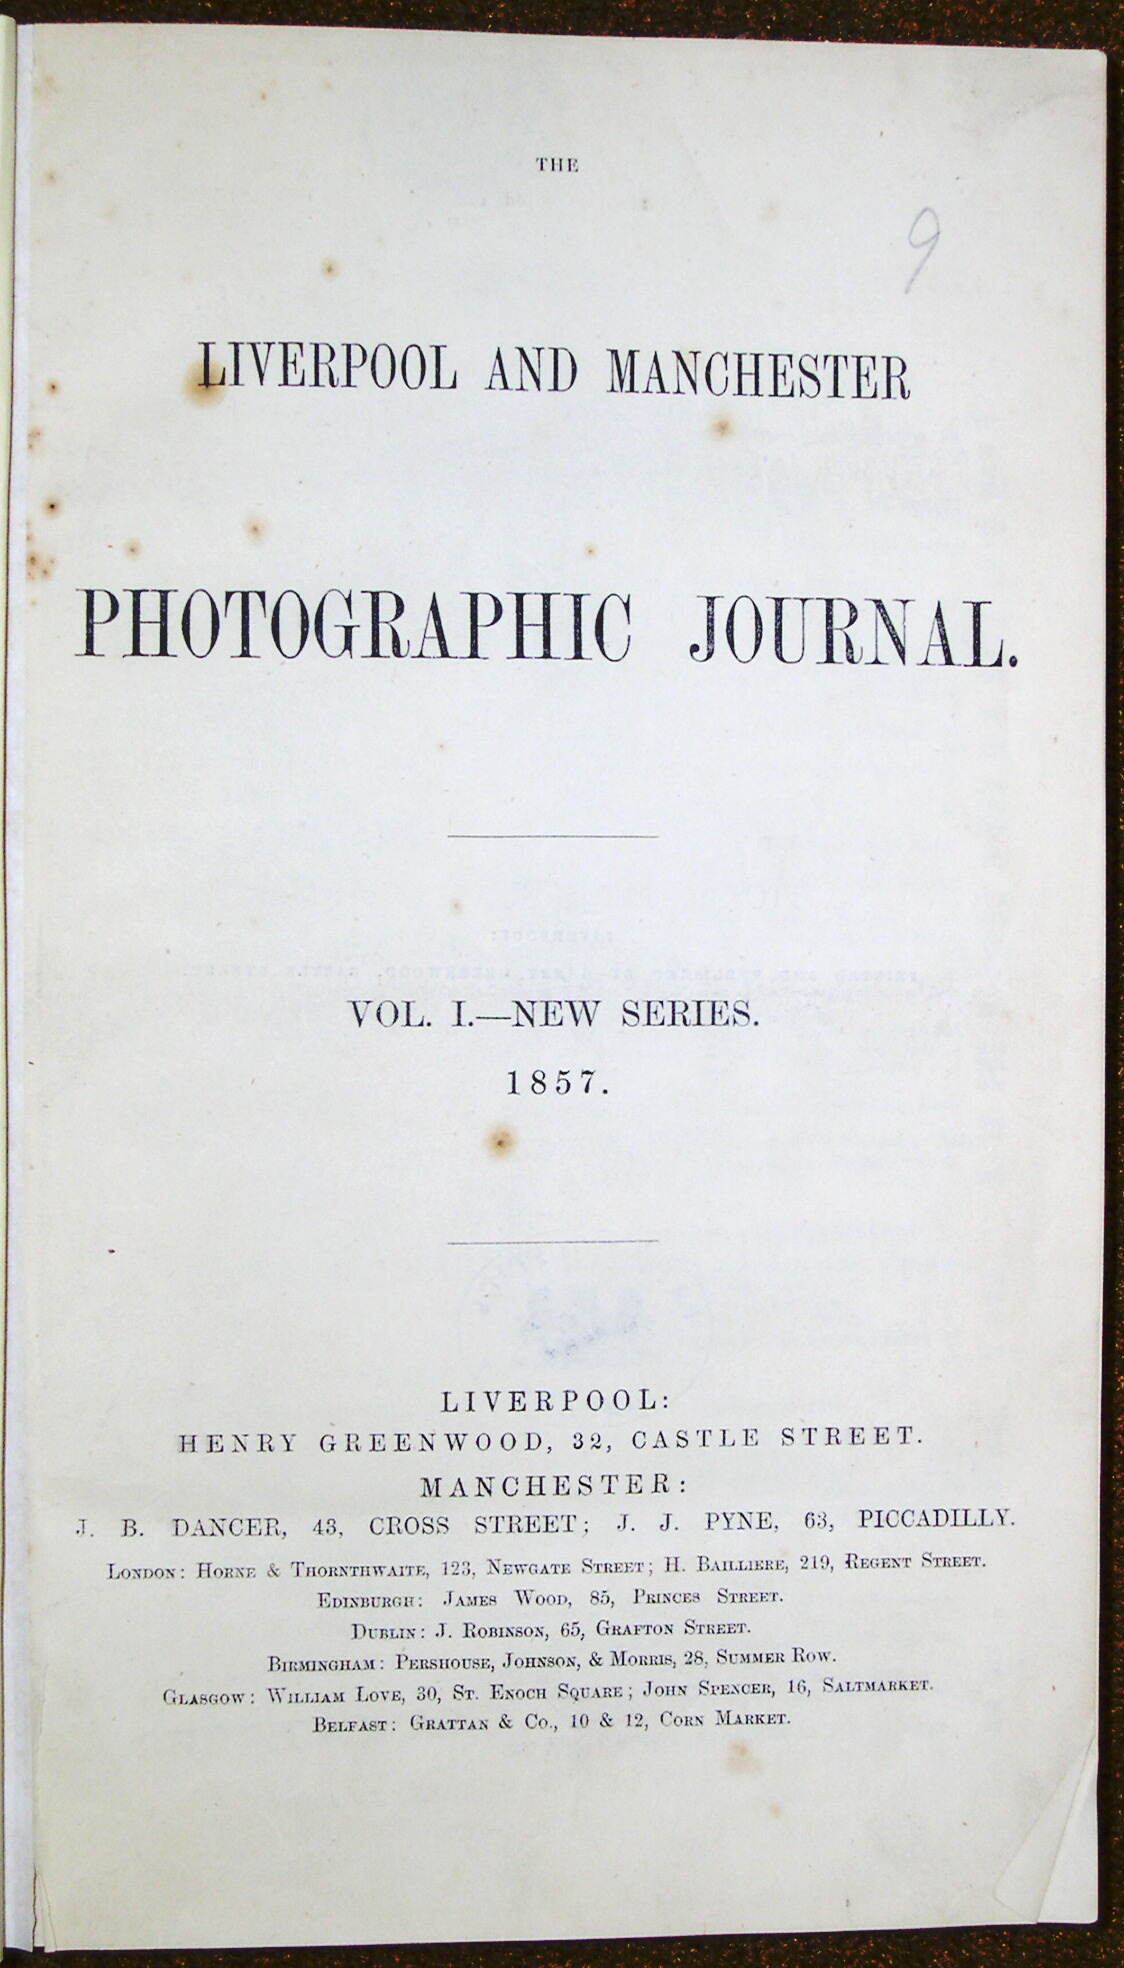 THE
9
LIVERPOOL AND MANCHESTER
PHOTOGRAPHIC JOURNAL.
VOL. I.—NEW SERIES.
1857.
LIVERPOOL:
HENRY GREENWOOD, 32, CASTLE STREET.
MANCHESTER:
J. B. DANCER, 43, CROSS STREET; J. J. PYNE, 63, PICCADILLY.
LONDON: HORNE & THORNTHWAITE, 123, NEWGATE STREET; H. BAILLIERE, 219, REGENT STREET.
EDINBURGH: JAMES WOOD, 85, PRINCES STREET.
DUBLIN: J. ROBINSON, 65, GRAFTON STREET.
BIRMINGHAM: PERSHOUSE, JOHNSON, & MORRIS, 28, SUMMER ROW.
GLASGOW: WILLIAM LOVE, 30, ST. ENOCH SQUARE; JOHN SPENCER, 16, SALTMARKET.
BELFAST: GRATTAN & CO., 10 & 12, CORN MARKET.